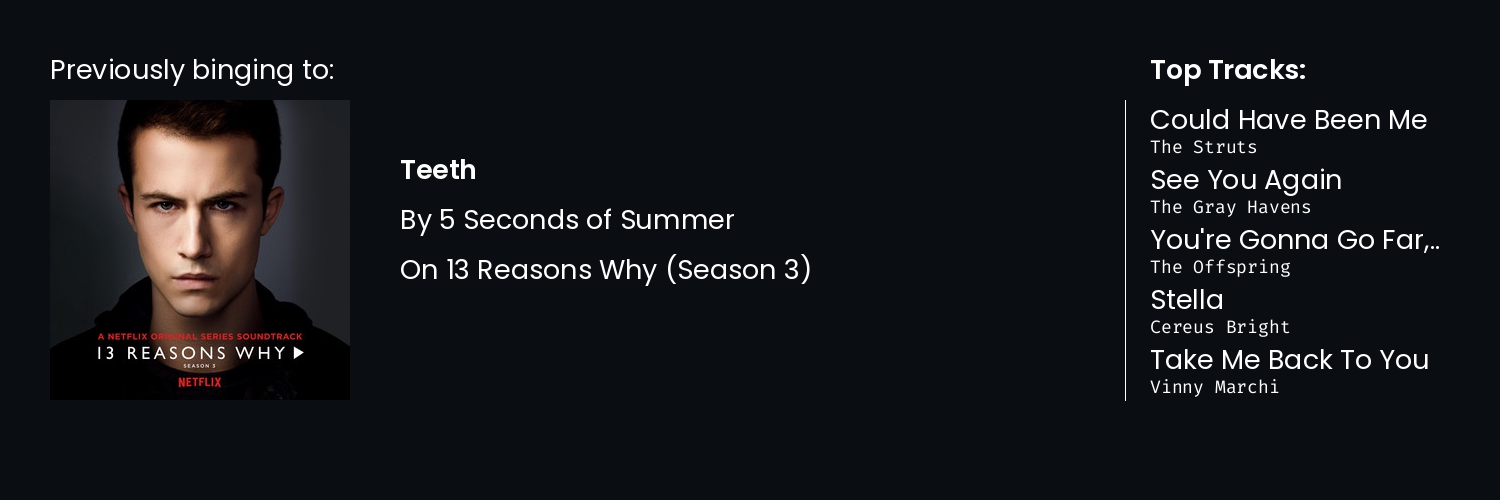 Previously binging to:
A NETFLIX ORIGINAL SERIES SOUNDTRACK
13 REASONS WHY
SEASON 3
NETFLIX
Teeth
By 5 Seconds of Summer
On 13 Reasons Why (Season 3)
Top Tracks:
Could Have Been Me
The Struts
See You Again
The Gray Havens
You're Gonna Go Far,..
The Offspring
Stella
Cereus Bright
Take Me Back To You
Vinny Marchi